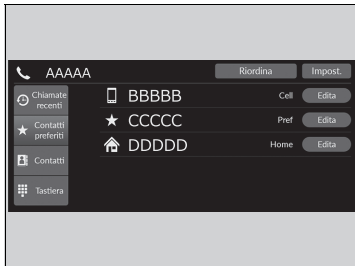 AAAAA
Riordina
Impost.
Chiamate
recenti
BBBBB
Cell
Edita
Contatti
preferiti
CCCCC
Pref
Edita
DDDDD
Home
Edita
Contatti
Tastiera